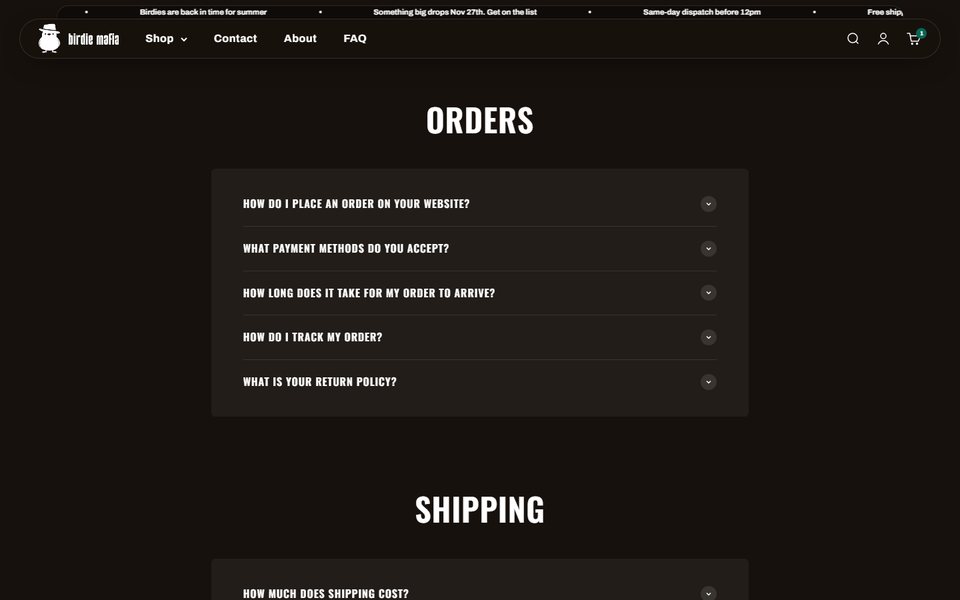 Birdies are back in time for summer • Something big drops Nov 27th. Get on the list • Same-day dispatch before 12pm • Free
birdie mafia Shop Contact About FAQ 1
ORDERS
HOW DO I PLACE AN ORDER ON YOUR WEBSITE?
WHAT PAYMENT METHODS DO YOU ACCEPT?
HOW LONG DOES IT TAKE FOR MY ORDER TO ARRIVE?
HOW DO I TRACK MY ORDER?
WHAT IS YOUR RETURN POLICY?
SHIPPING
HOW MUCH DOES SHIPPING COST?